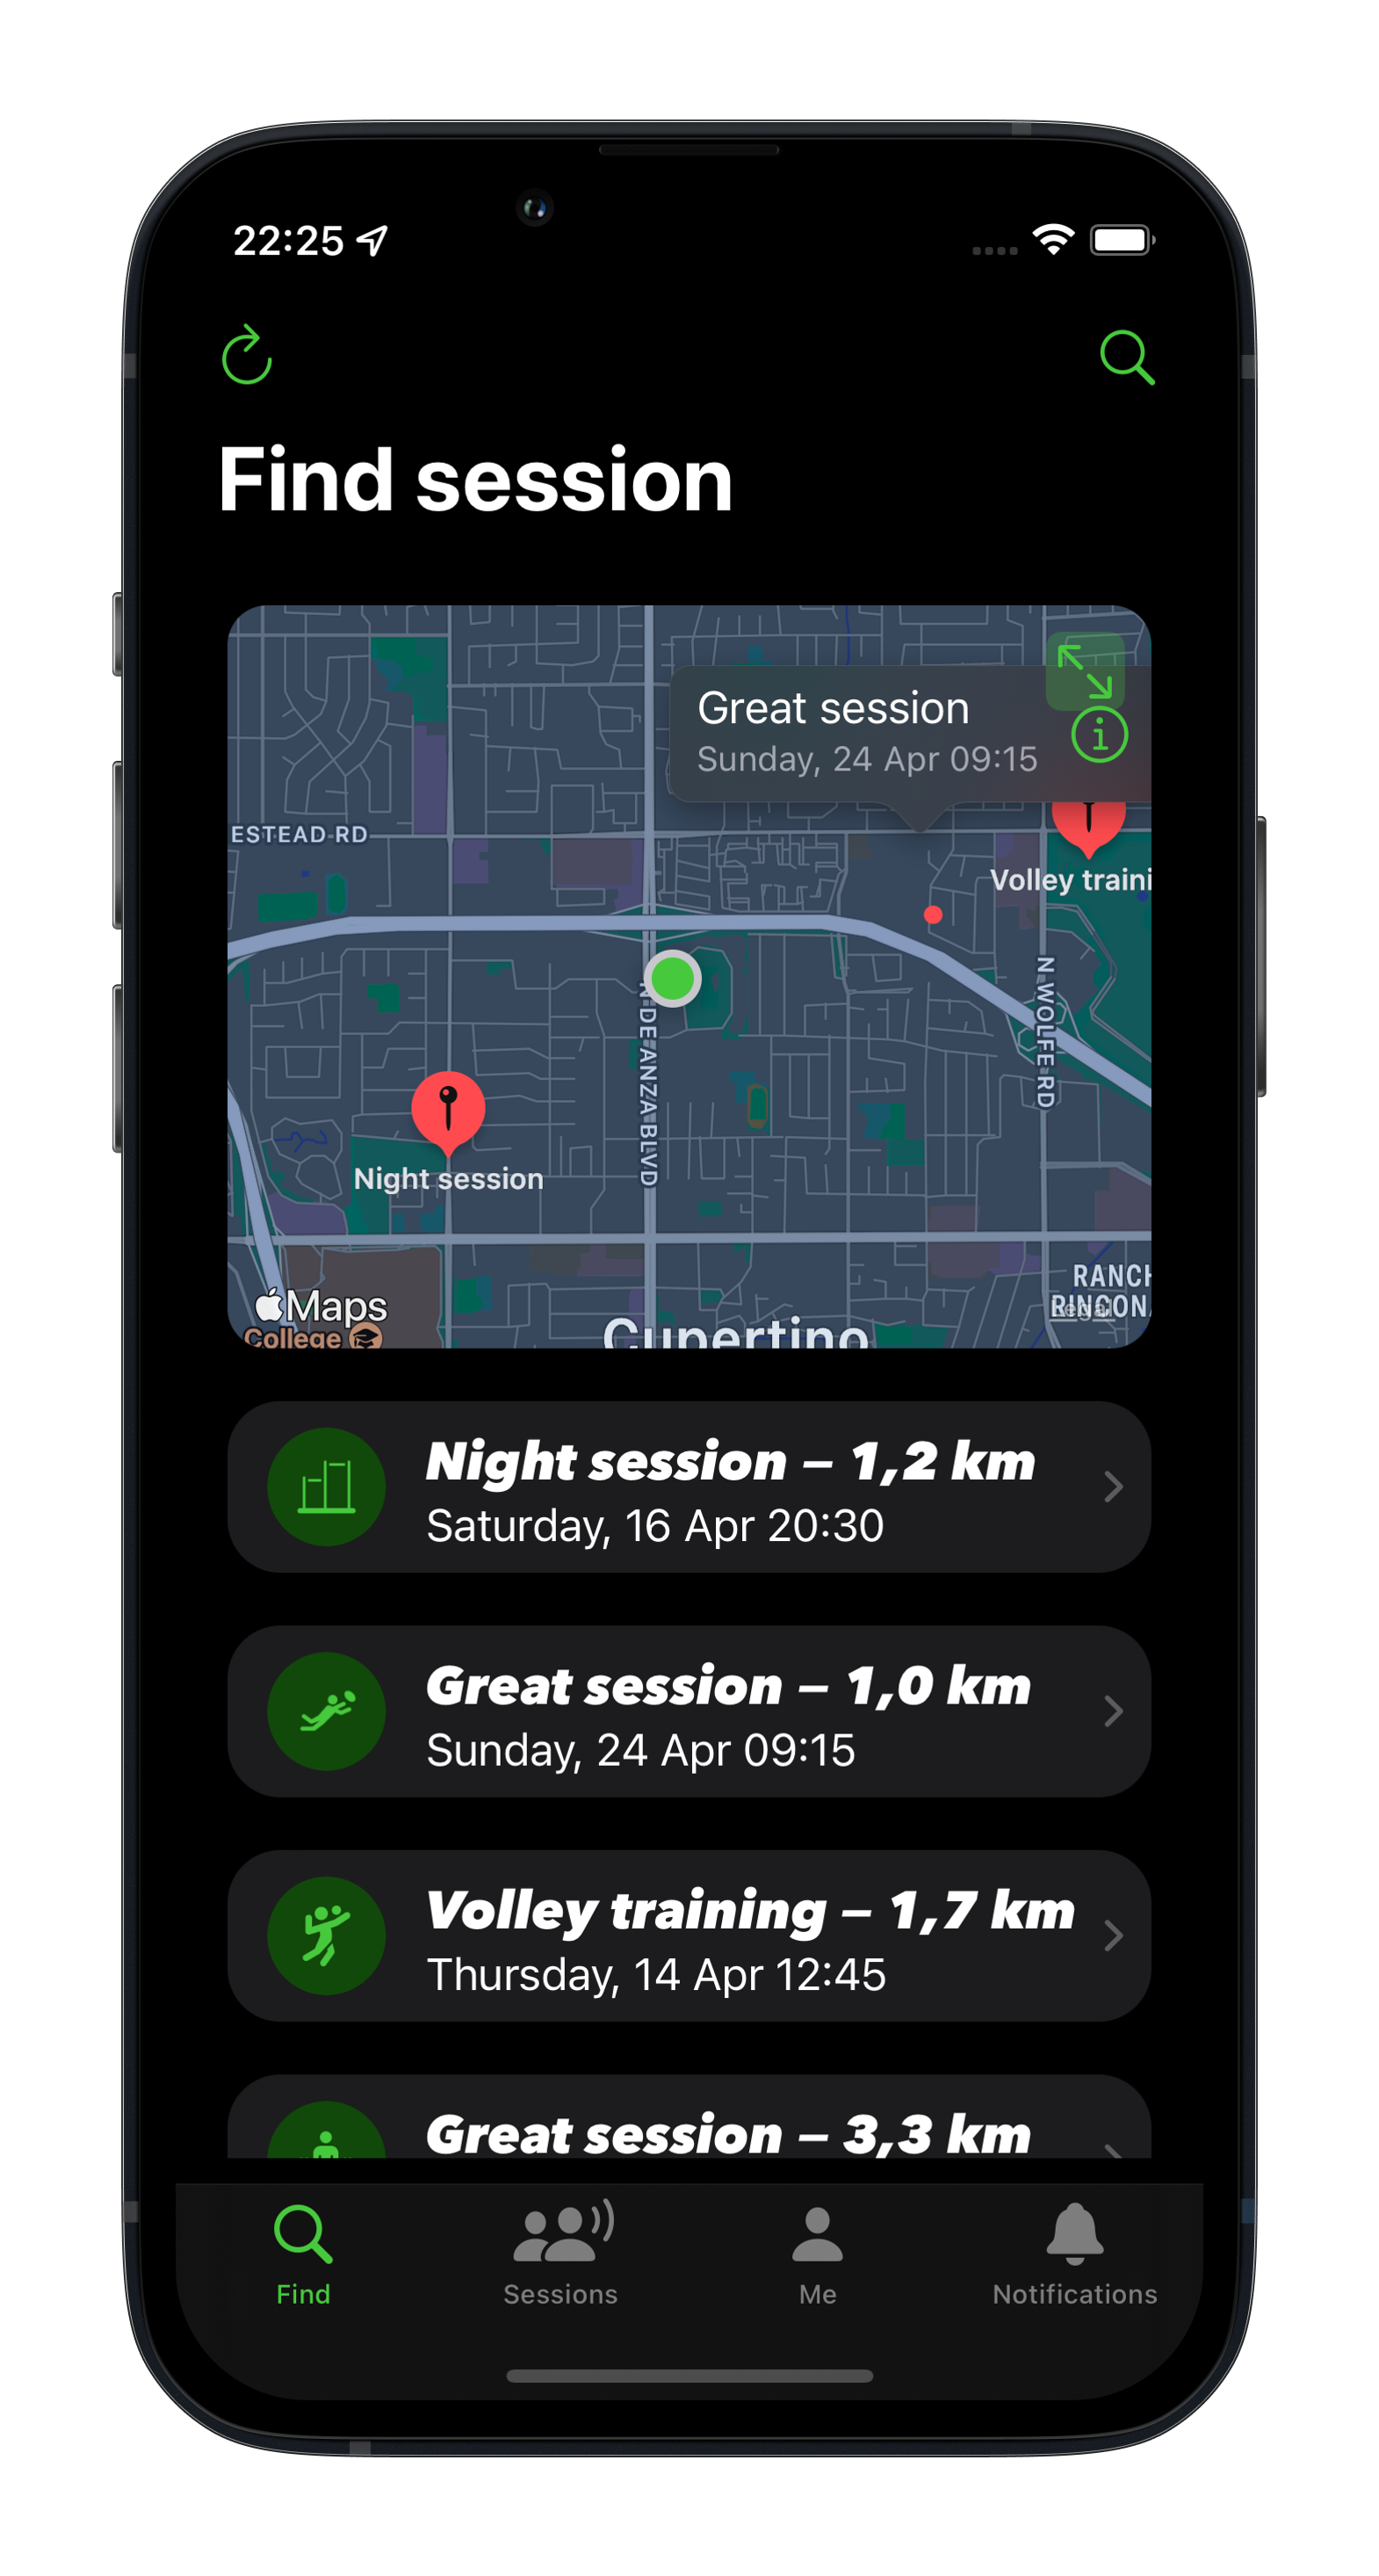 22:25
Find session
Great session
Sunday, 24 Apr 09:15
ESTEAD RD
Volley traini
N WOLFE RD
N DE ANZA BLVD
Night session
RANCH
RINCON
Legal
Maps
College
Cupertino
Night session – 1,2 km
Saturday, 16 Apr 20:30
Great session – 1,0 km
Sunday, 24 Apr 09:15
Volley training – 1,7 km
Thursday, 14 Apr 12:45
Great session – 3,3 km
Find
Sessions
Me
Notifications